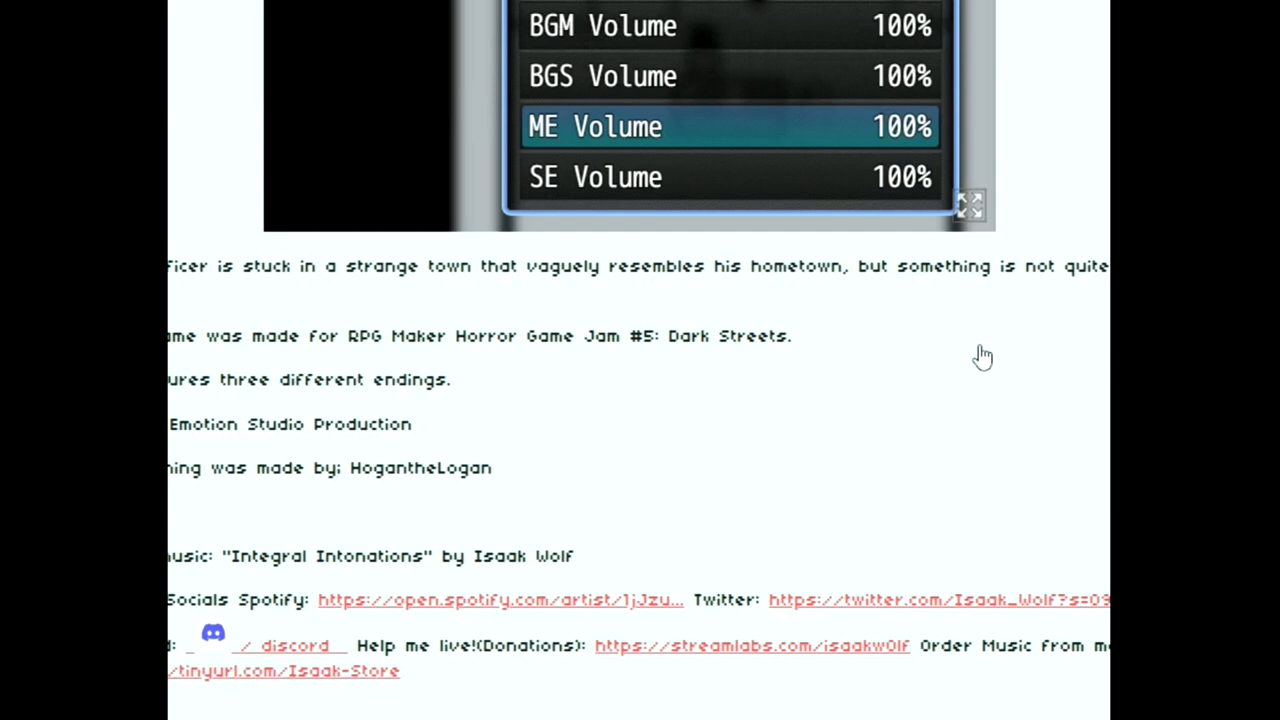 BGM Volume 100%
BGS Volume 100%
ME Volume 100%
SE Volume 100%
ficer is stuck in a strange town that vaguely resembles his hometown, but something is not quite
ame was made for RPG Maker Horror Game Jam #5: Dark Streets.
ures three different endings.
Emotion Studio Production
hing was made by; HogantheLogan
usic: "Integral Intonations" by Isaak Wolf
Socials Spotify: https://open.spotify.com/artist/1jJzu... Twitter: https://twitter.com/Isaak_Wolf?s=09
d: / discord Help me live!(Donations): https://streamlabs.com/isaakw0lf Order Music from m
/tinyurl.com/Isaak-Store